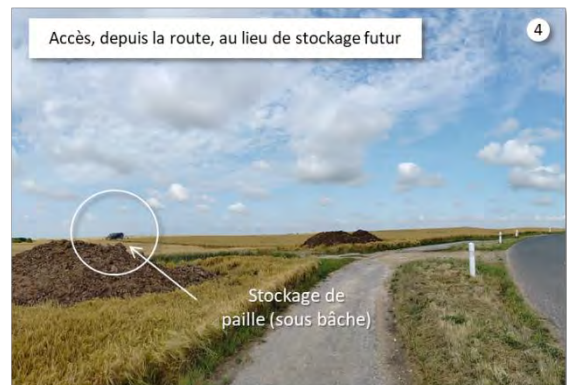 Accès, depuis la route, au lieu de stockage futur
4
Stockage de
paille (sous bâche)